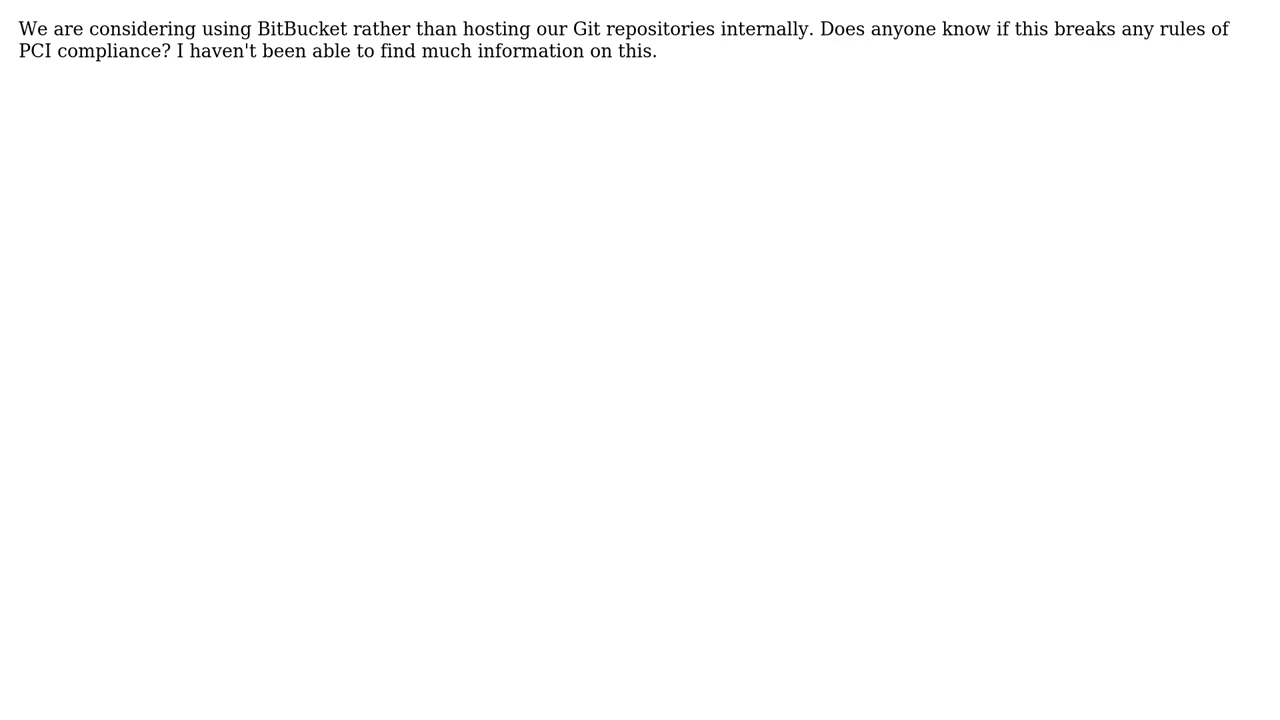 We are considering using BitBucket rather than hosting our Git repositories internally. Does anyone know if this breaks any rules of
PCI compliance? I haven't been able to find much information on this.